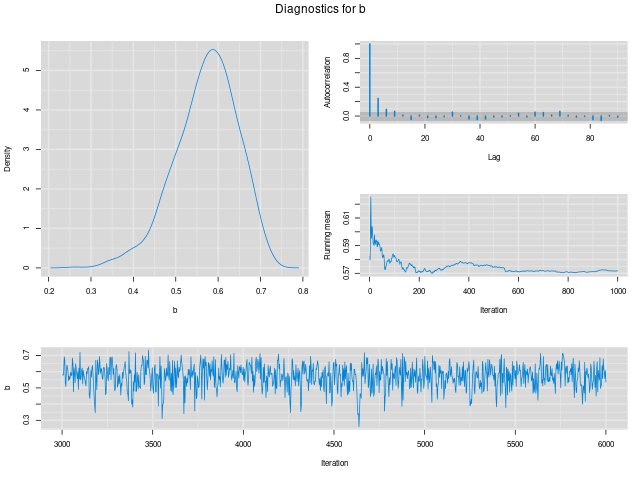 Diagnostics for b
Density
0 1 2 3 4 5
0.2 0.3 0.4 0.5 0.6 0.7 0.8
b
Autocorrelation
0.0 0.4 0.8
0 20 40 60 80
Lag
Running mean
0.57 0.59 0.61
0 200 400 600 800 1000
Iteration
b
0.3 0.5 0.7
3000 3500 4000 4500 5000 5500 6000
Iteration